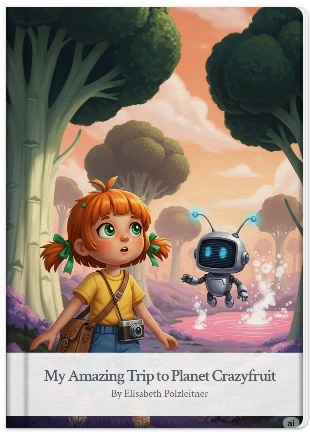 My Amazing Trip to Planet Crazyfruit
By Elisabeth Polzleitner
ai